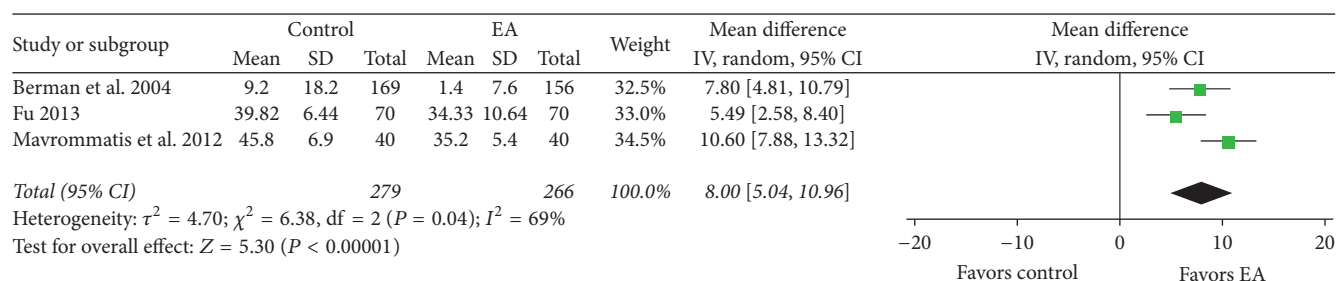 Study or subgroup Control EA Weight Mean difference Mean difference
Mean SD Total Mean SD Total IV, random, 95% CI IV, random, 95% CI
Berman et al. 2004 9.2 18.2 169 1.4 7.6 156 32.5% 7.80 [4.81, 10.79]
Fu 2013 39.82 6.44 70 34.33 10.64 70 33.0% 5.49 [2.58, 8.40]
Mavrommatis et al. 2012 45.8 6.9 40 35.2 5.4 40 34.5% 10.60 [7.88, 13.32]
Total (95% CI) 279 266 100.0% 8.00 [5.04, 10.96]
Heterogeneity: τ² = 4.70; χ² = 6.38, df = 2 (P = 0.04); I² = 69%
Test for overall effect: Z = 5.30 (P < 0.00001)
−20 −10 0 10 20
Favors control Favors EA